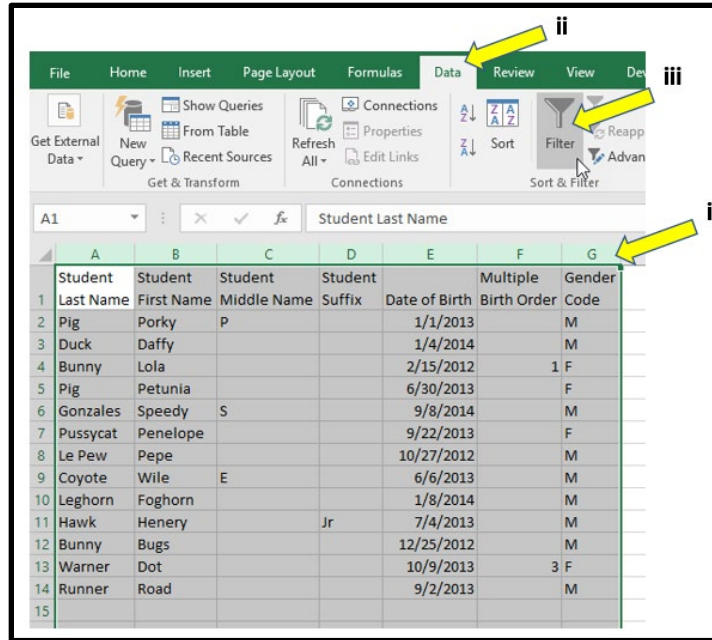 ii
File Home Insert Page Layout Formulas Data Review View Dev
iii
Get External Data
New Query
Show Queries
From Table
Recent Sources
Get & Transform
Refresh All
Connections
Properties
Edit Links
Connections
A Z
Z A
Z A
A Z
Sort
Filter
Reapp
Advan
Sort & Filter
A1 fx Student Last Name
i
A B C D E F G
1 Student Last Name Student First Name Student Middle Name Student Suffix Date of Birth Multiple Birth Order Gender Code
2 Pig Porky P 1/1/2013 M
3 Duck Daffy 1/4/2014 M
4 Bunny Lola 2/15/2012 1 F
5 Pig Petunia 6/30/2013 F
6 Gonzales Speedy S 9/8/2014 M
7 Pussycat Penelope 9/22/2013 F
8 Le Pew Pepe 10/27/2012 M
9 Coyote Wile E 6/6/2013 M
10 Leghorn Foghorn 1/8/2014 M
11 Hawk Henery Jr 7/4/2013 M
12 Bunny Bugs 12/25/2012 M
13 Warner Dot 10/9/2013 3 F
14 Runner Road 9/2/2013 M
15